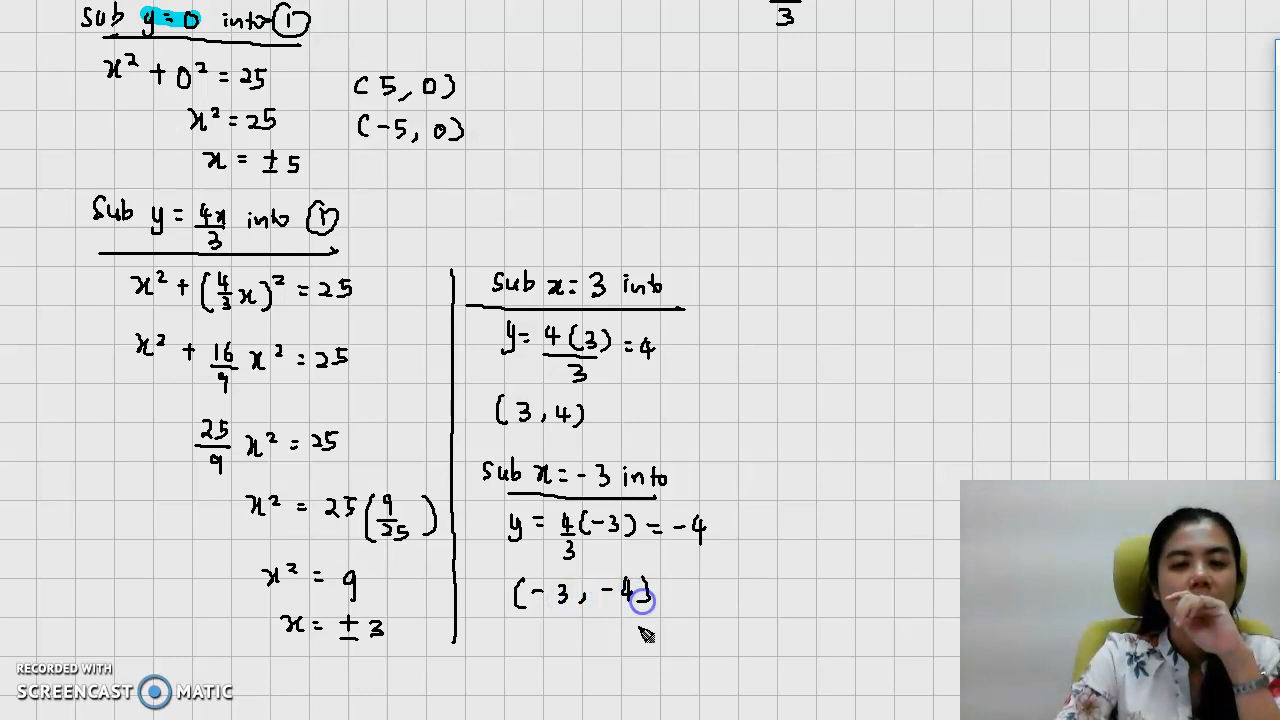 Sub y = 0 into ①
3
x² + 0² = 25
(5, 0)
x² = 25
(-5, 0)
x = ± 5
Sub y = 4x/3 into ①
x² + (4/3 x)² = 25
x² + 16/9 x² = 25
25/9 x² = 25
x² = 25 (9/25)
x² = 9
x = ± 3
Sub x = 3 into
y = 4(3)/3 = 4
(3, 4)
Sub x = -3 into
y = 4/3 (-3) = -4
(-3, -4)
RECORDED WITH
SCREENCAST MATIC